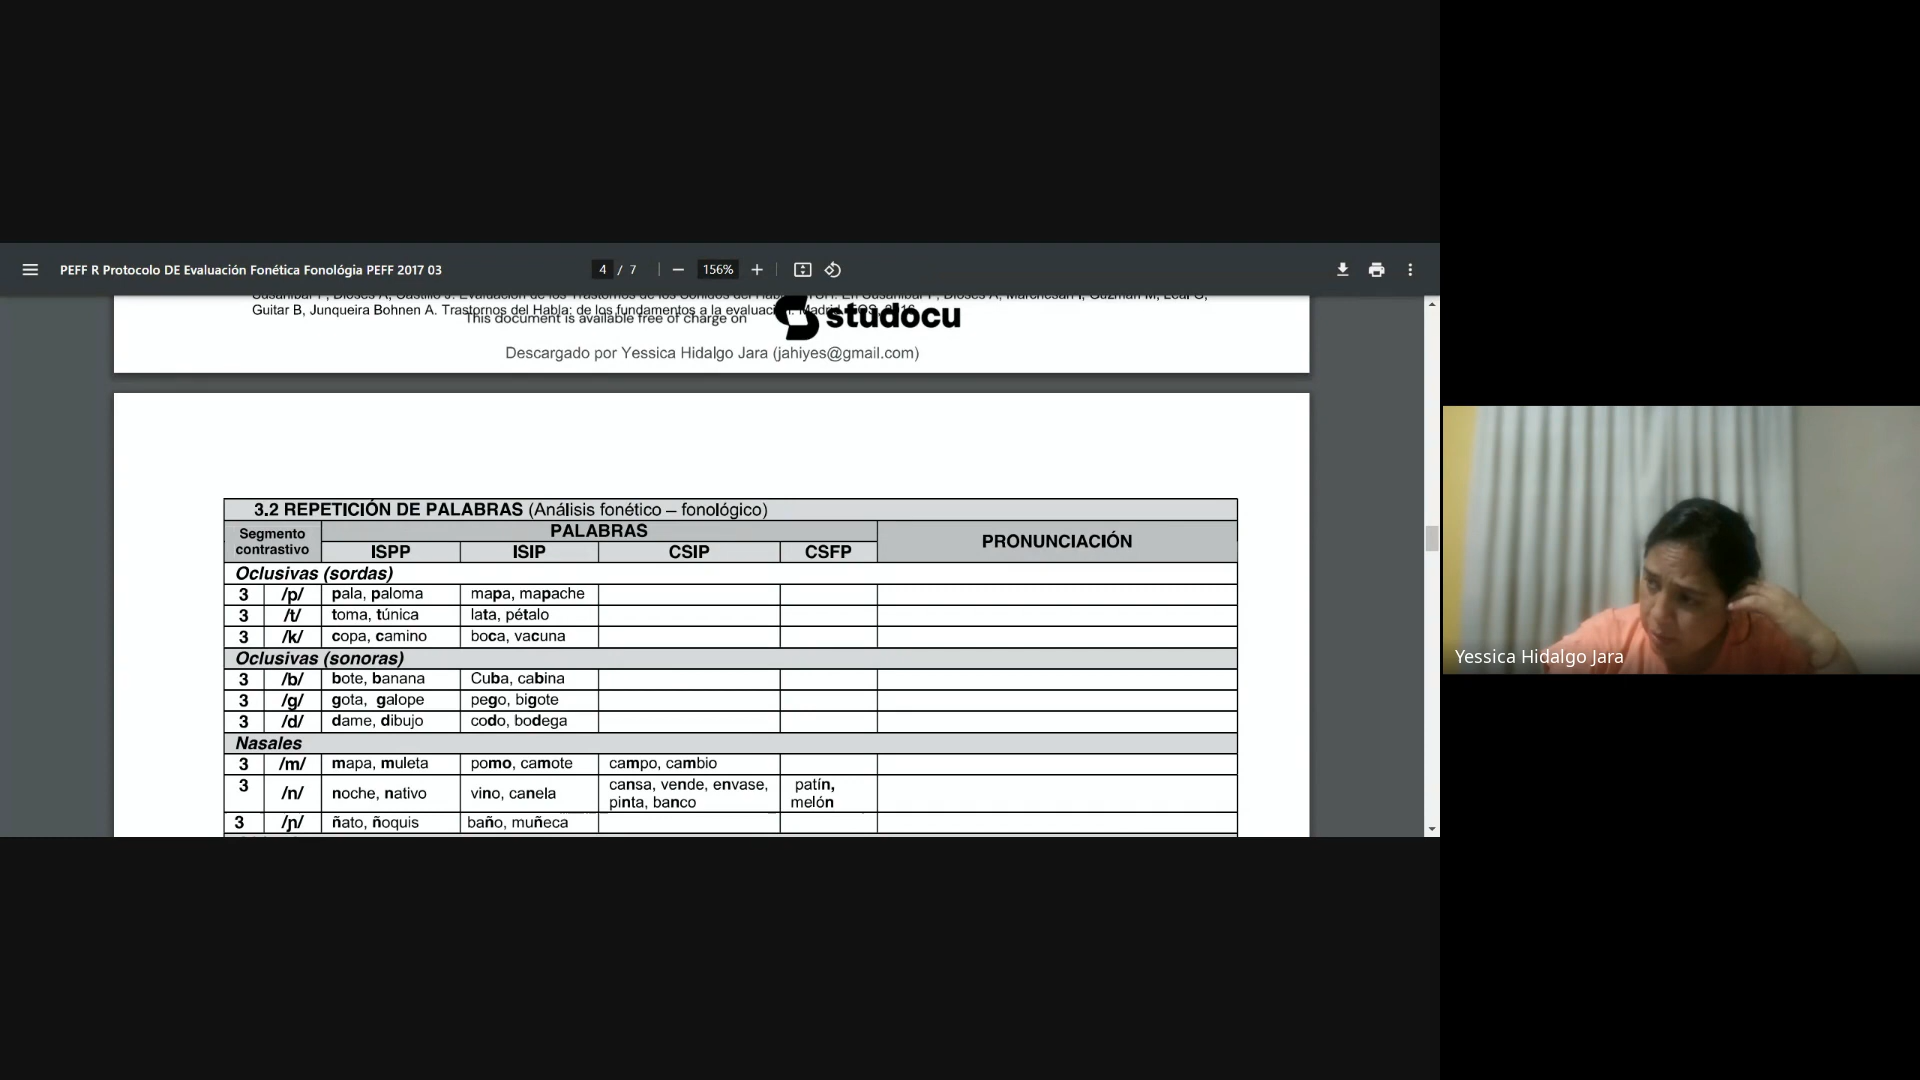 PEFF R Protocolo DE Evaluación Fonética Fonológia PEFF 2017 03
4 / 7
156%
Guitar B, Junqueira Bohnen A. Trastornos del Habla: de los fundamentos a la evaluación. Madrid: EOS, 2016
This document is available free of charge on
studocu
Descargado por Yessica Hidalgo Jara (jahiyes@gmail.com)
3.2 REPETICIÓN DE PALABRAS (Análisis fonético – fonológico)
Segmento contrastivo PALABRAS PRONUNCIACIÓN
ISPP ISIP CSIP CSFP
Oclusivas (sordas)
3 /p/ pala, paloma mapa, mapache
3 /t/ toma, túnica lata, pétalo
3 /k/ copa, camino boca, vacuna
Oclusivas (sonoras)
3 /b/ bote, banana Cuba, cabina
3 /g/ gota, galope pego, bigote
3 /d/ dame, dibujo codo, bodega
Nasales
3 /m/ mapa, muleta pomo, camote campo, cambio
3 /n/ noche, nativo vino, canela cansa, vende, envase, pinta, banco patín, melón
3 /ɲ/ ñato, ñoquis baño, muñeca
Yessica Hidalgo Jara